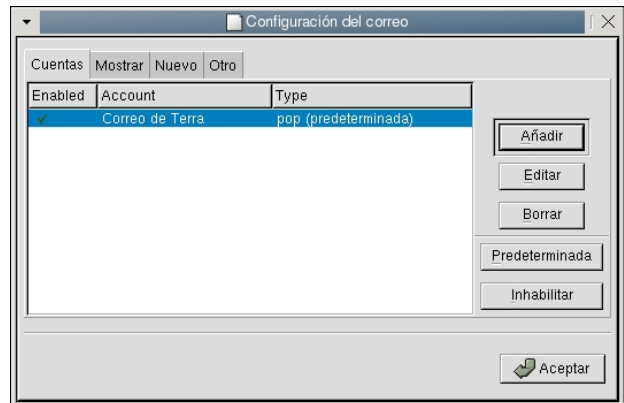 Configuración del correo
Cuentas Mostrar Nuevo Otro
Enabled Account Type
Correo de Terra pop (predeterminada)
Añadir
Editar
Borrar
Predeterminada
Inhabilitar
Aceptar